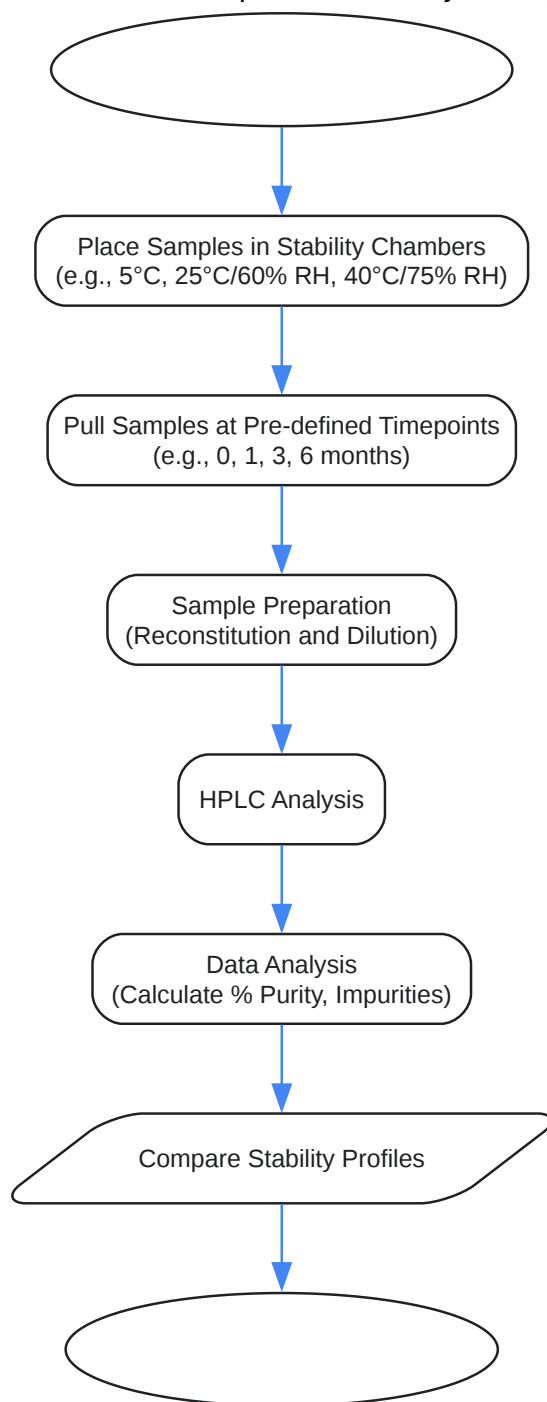 Place Samples in Stability Chambers
(e.g., 5°C, 25°C/60% RH, 40°C/75% RH)
Pull Samples at Pre-defined Timepoints
(e.g., 0, 1, 3, 6 months)
Sample Preparation
(Reconstitution and Dilution)
HPLC Analysis
Data Analysis
(Calculate % Purity, Impurities)
Compare Stability Profiles